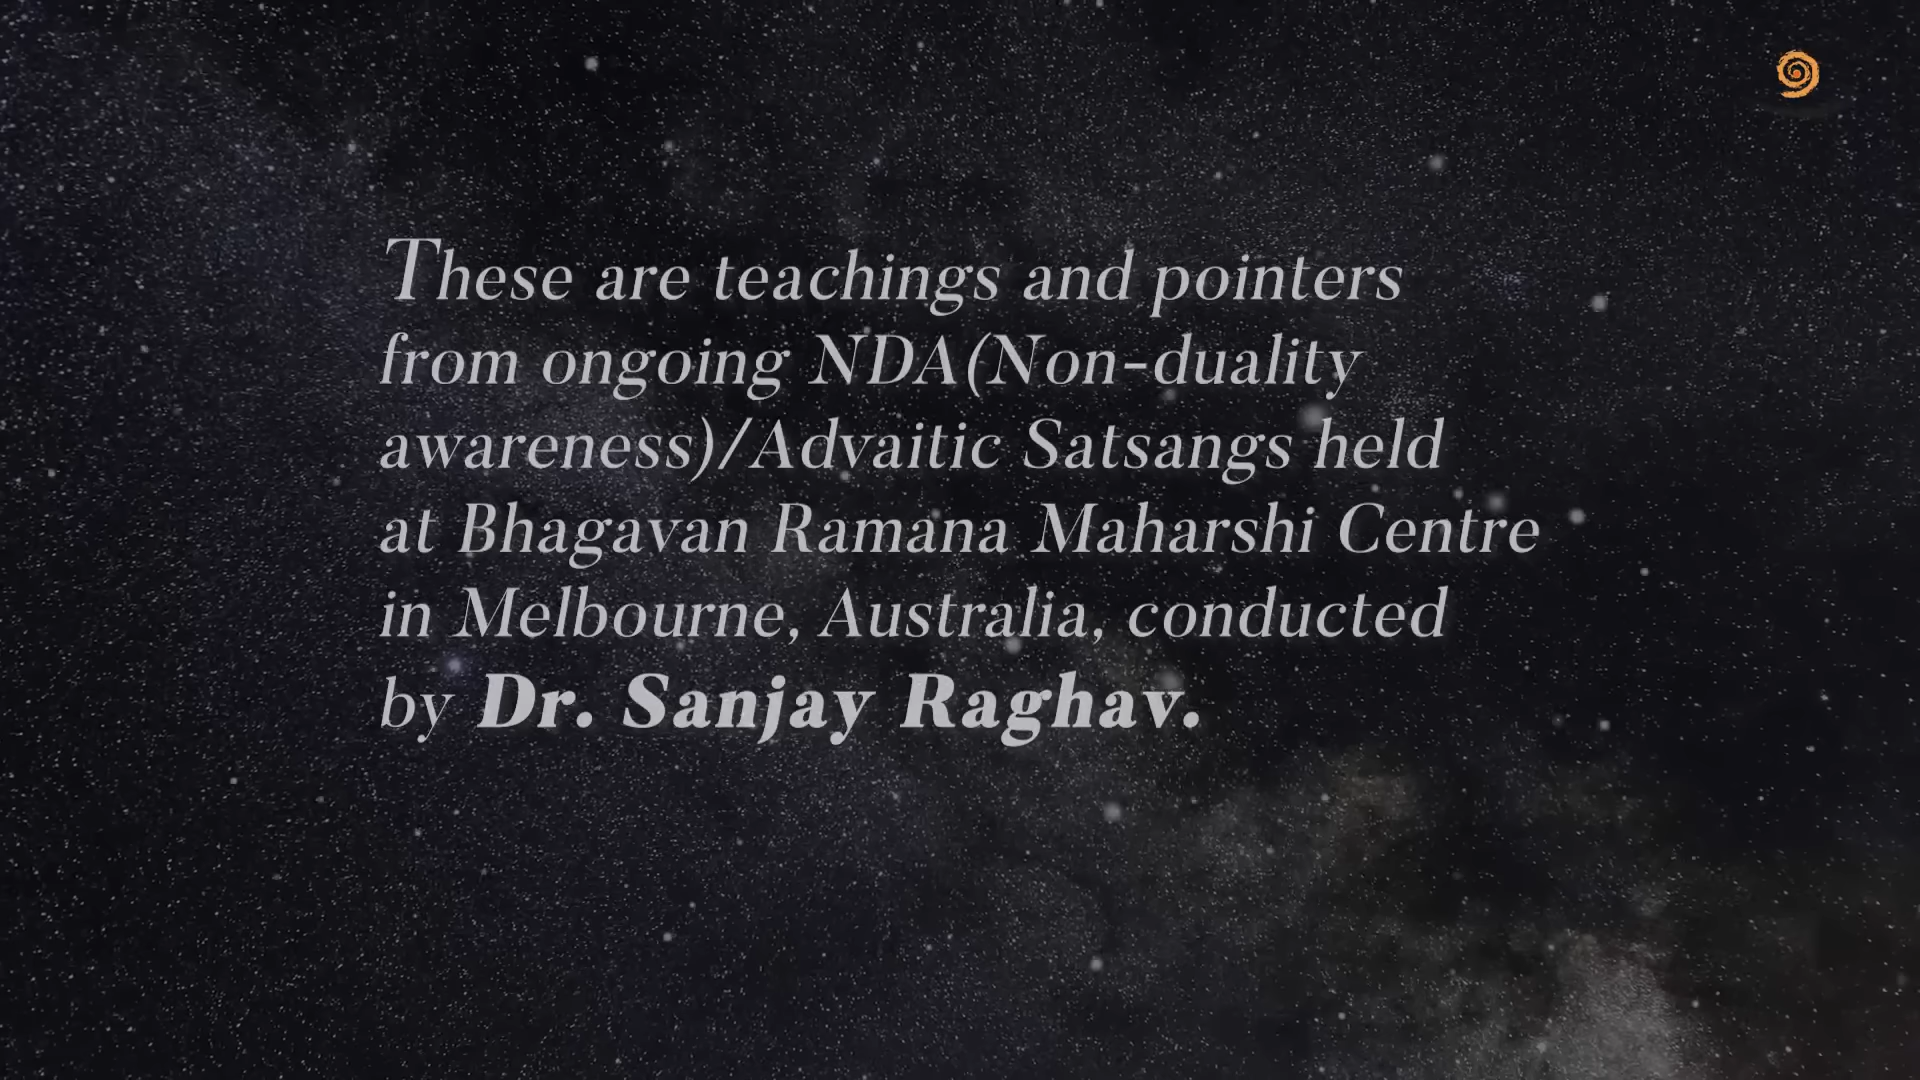 These are teachings and pointers
from ongoing NDA(Non-duality
awareness)/Advaitic Satsangs held
at Bhagavan Ramana Maharshi Centre
in Melbourne, Australia, conducted
by Dr. Sanjay Raghav.